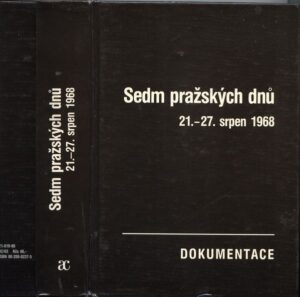 Sedm pražských dnů
21.-27. srpen 1968
DOKUMENTACE
Sedm pražských dnů
21.–27. srpen 1968